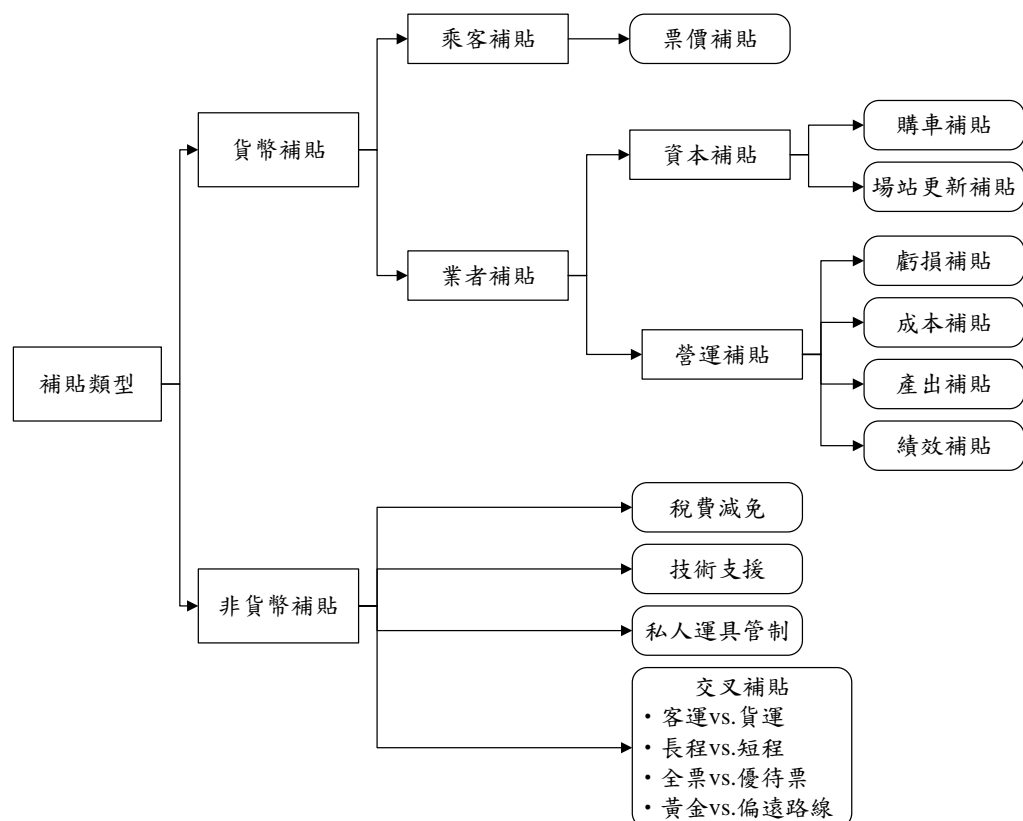 乘客補貼
票價補貼
貨幣補貼
資本補貼
購車補貼
場站更新補貼
業者補貼
虧損補貼
成本補貼
營運補貼
產出補貼
績效補貼
補貼類型
稅費減免
技術支援
非貨幣補貼
私人運具管制
交叉補貼
・客運vs.貨運
・長程vs.短程
・全票vs.優待票
・黃金vs.偏遠路線